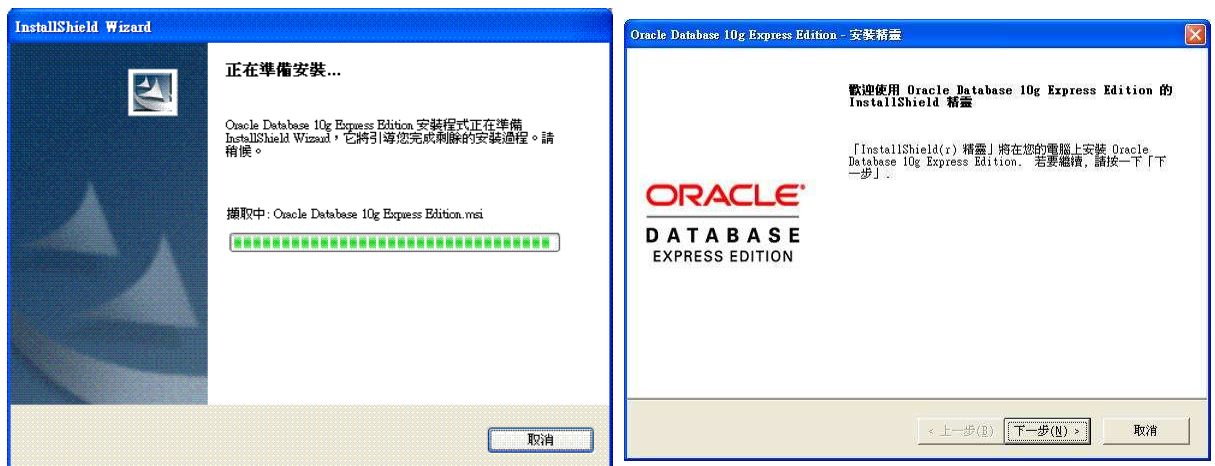 InstallShield Wizard
正在準備安裝...
Oracle Database 10g Express Edition 安裝程式正在準備
InstallShield Wizard，它將引導您完成剩餘的安裝過程。請
稍候。
擷取中: Oracle Database 10g Express Edition.msi
取消
Oracle Database 10g Express Edition - 安裝精靈
歡迎使用 Oracle Database 10g Express Edition 的
InstallShield 精靈
「InstallShield(r) 精靈」將在您的電腦上安裝 Oracle
Database 10g Express Edition. 若要繼續, 請按一下「下
一步」.
ORACLE
DATABASE
EXPRESS EDITION
< 上一步(B)
下一步(N) >
取消